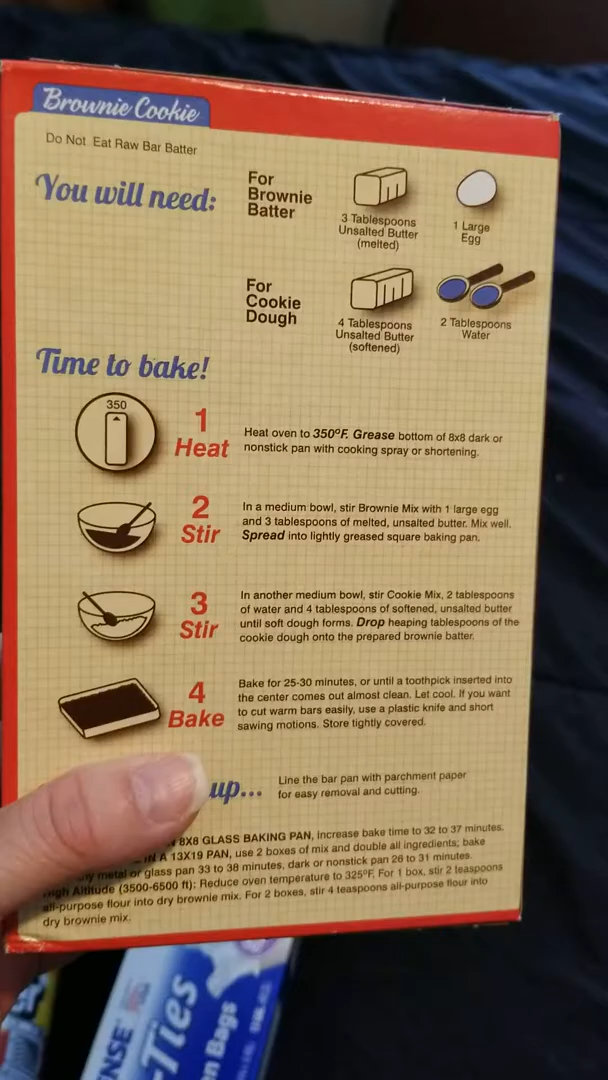 Brownie Cookie
Do Not Eat Raw Bar Batter
You will need:
For
Brownie
Batter
3 Tablespoons
Unsalted Butter
(melted)
1 Large
Egg
For
Cookie
Dough
4 Tablespoons
Unsalted Butter
(softened)
2 Tablespoons
Water
Time to bake!
350
1
Heat
Heat oven to 350ºF. Grease bottom of 8x8 dark or
nonstick pan with cooking spray or shortening.
2
Stir
In a medium bowl, stir Brownie Mix with 1 large egg
and 3 tablespoons of melted, unsalted butter. Mix well.
Spread into lightly greased square baking pan.
3
Stir
In another medium bowl, stir Cookie Mix, 2 tablespoons
of water and 4 tablespoons of softened, unsalted butter
until soft dough forms. Drop heaping tablespoons of the
cookie dough onto the prepared brownie batter.
4
Bake
Bake for 25-30 minutes, or until a toothpick inserted into
the center comes out almost clean. Let cool. If you want
to cut warm bars easily, use a plastic knife and short
sawing motions. Store tightly covered.
up...
Line the bar pan with parchment paper
for easy removal and cutting.
8X8 GLASS BAKING PAN, increase bake time to 32 to 37 minutes.
IN A 13X19 PAN, use 2 boxes of mix and double all ingredients; bake
metal or glass pan 33 to 38 minutes, dark or nonstick pan 26 to 31 minutes.
High Altitude (3500-6500 ft): Reduce oven temperature to 325ºF. For 1 box, stir 2 teaspoons
all-purpose flour into dry brownie mix. For 2 boxes, stir 4 teaspoons all-purpose flour into
dry brownie mix.
ENSE
-Ties
n Bags